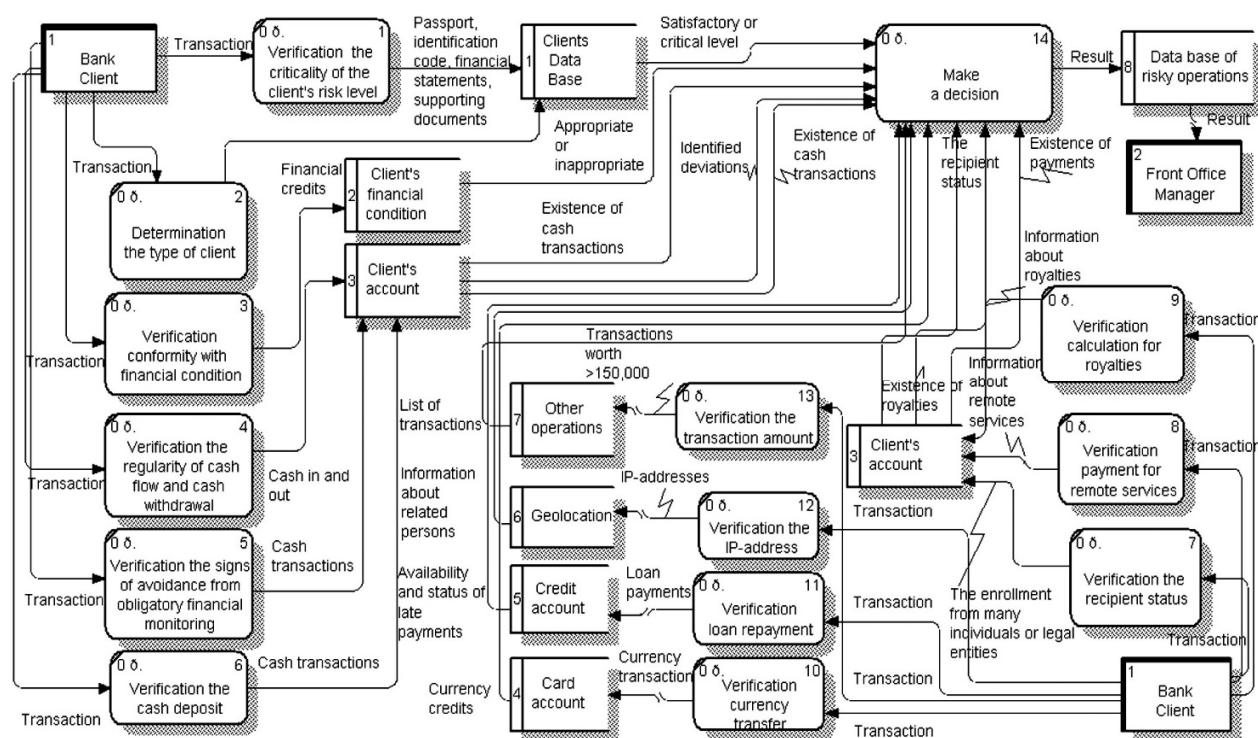 1
Bank
Client
Transaction
0 ð.
1
Verification the
criticality of the
client's risk level
Passport,
identification
code, financial
statements,
supporting
documents
1
Clients
Data
Base
Satisfactory or
critical level
0 ð.
14
Make
a decision
Result
8
Data base of
risky operations
Result
2
Front Office
Manager
Transaction
0 ð.
2
Determination
the type of client
Appropriate
or
inappropriate
Financial
credits
2
Client's
financial
condition
Existence of
cash
transactions
3
Client's
account
Identified
deviations
Existence of
cash
transactions
The
recipient
status
Existence of
payments
Transaction
0 ð.
3
Verification
conformity with
financial condition
Transaction
0 ð.
4
Verification the
regularity of cash
flow and cash
withdrawal
Cash in and
out
Transaction
0 ð.
5
Verification the signs
of avoidance from
obligatory financial
monitoring
Cash
transactions
Transaction
0 ð.
6
Verification the
cash deposit
Cash transactions
List of
transactions
Information
about
related
persons
Availability
and status of
late
payments
Currency
credits
Transactions
worth
>150,000
7
Other
operations
0 ð.
13
Verification the
transaction amount
IP-addresses
6
Geolocation
0 ð.
12
Verification the
IP-address
Loan
payments
5
Credit
account
0 ð.
11
Verification
loan repayment
Currency
transaction
4
Card
account
0 ð.
10
Verification
currency
transfer
Existence of
royalties
Information
about
remote
services
3
Client's
account
Information
about
royalties
0 ð.
9
Verification
calculation for
royalties
Transaction
0 ð.
8
Verification
payment for
remote services
Transaction
0 ð.
7
Verification the
recipient status
Transaction
The enrollment
from many
individuals or legal
entities
Transaction
Transaction
Transaction
Transaction
1
Bank
Client